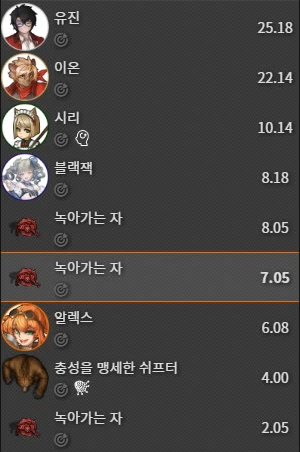 유진
25.18
이온
22.14
시리
10.14
블랙잭
8.18
녹아가는 자
8.05
녹아가는 자
7.05
알렉스
6.08
충성을 맹세한 쉬프터
4.00
녹아가는 자
2.05